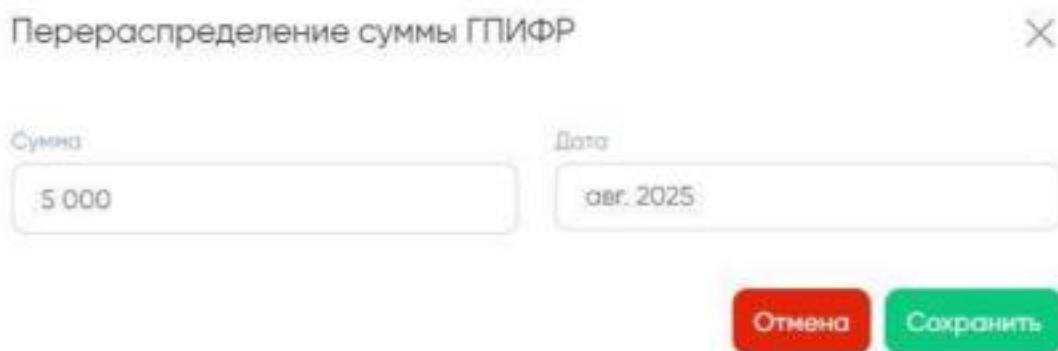 Перераспределение суммы ГПИФР
Сумма
Дата
5 000
авг. 2025
Отмена
Сохранить